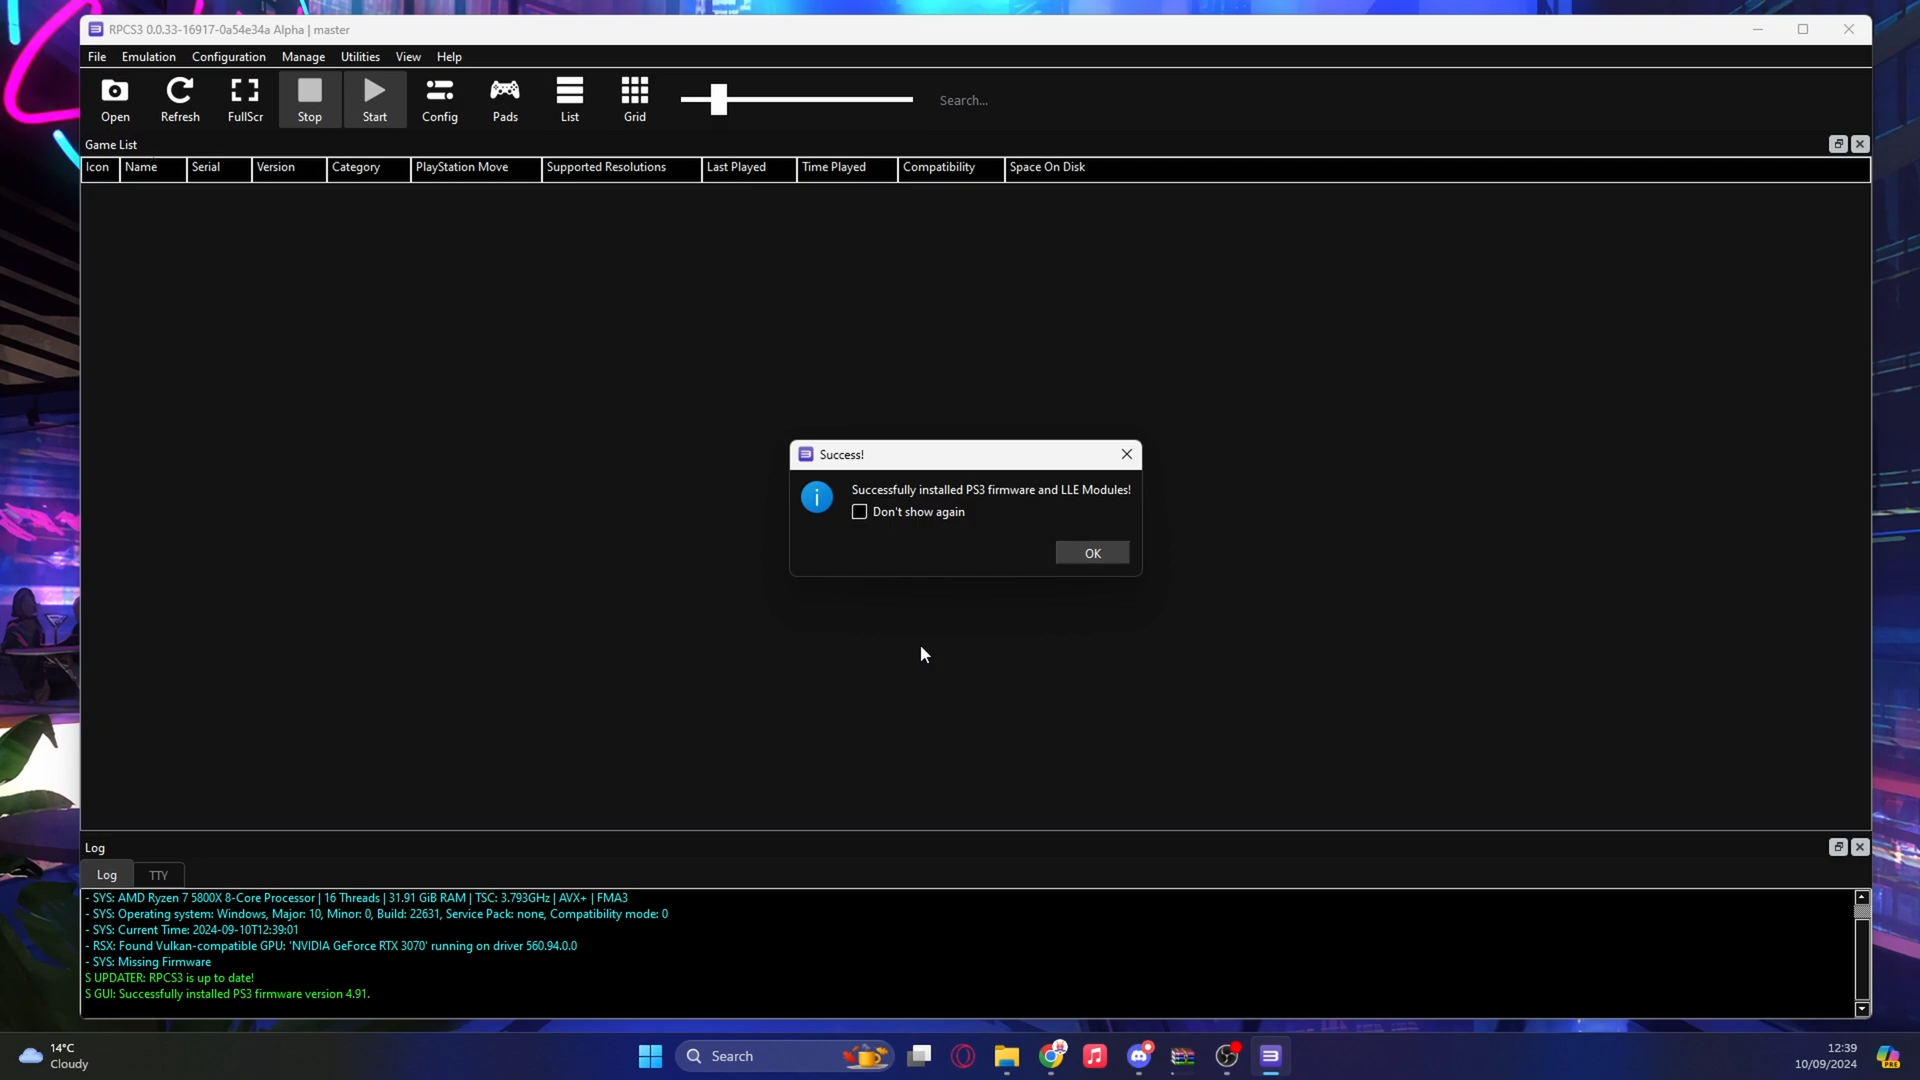 RPCS3 0.0.33-16917-0a54e34a Alpha | master
File Emulation Configuration Manage Utilities View Help
Open Refresh FullScr Stop Start Config Pads List Grid Search...
Game List
Icon Name Serial Version Category PlayStation Move Supported Resolutions Last Played Time Played Compatibility Space On Disk
Success!
Successfully installed PS3 firmware and LLE Modules!
Don't show again
OK
Log
Log TTY
- SYS: AMD Ryzen 7 5800X 8-Core Processor | 16 Threads | 31.91 GiB RAM | TSC: 3.793GHz | AVX+ | FMA3
- SYS: Operating system: Windows, Major: 10, Minor: 0, Build: 22631, Service Pack: none, Compatibility mode: 0
- SYS: Current Time: 2024-09-10T12:39:01
- RSX: Found Vulkan-compatible GPU: 'NVIDIA GeForce RTX 3070' running on driver 560.94.0.0
- SYS: Missing Firmware
S UPDATER: RPCS3 is up to date!
S GUI: Successfully installed PS3 firmware version 4.91.
14°C
Cloudy
Search
12:39
10/09/2024
PRE